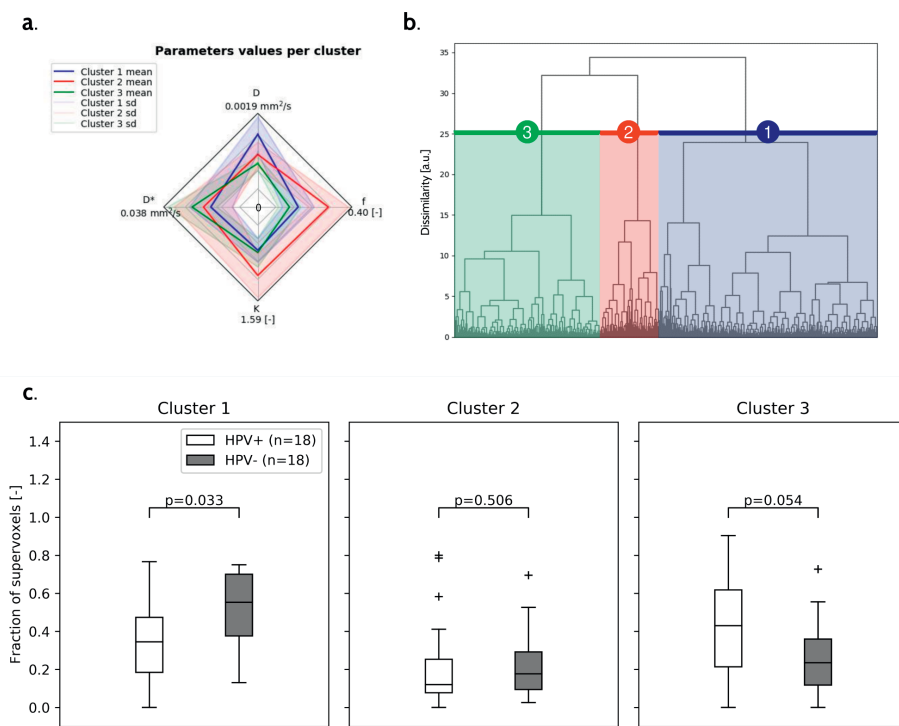 a.
Parameters values per cluster
Cluster 1 mean
Cluster 2 mean
Cluster 3 mean
Cluster 1 sd
Cluster 2 sd
Cluster 3 sd
D
0.0019 mm²/s
D*
0.038 mm²/s
0
f
0.40 [-]
K
1.59 [-]
b.
Dissimilarity [a.u.]
35
30
25
20
15
10
5
0
3
2
1
c.
Fraction of supervoxels [-]
1.4
1.2
1.0
0.8
0.6
0.4
0.2
0.0
Cluster 1
HPV+ (n=18)
HPV- (n=18)
p=0.033
Cluster 2
p=0.506
Cluster 3
p=0.054